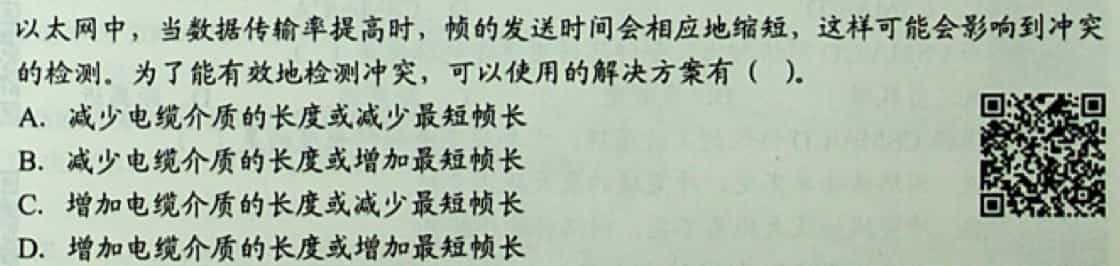 以太网中，当数据传输率提高时，帧的发送时间会相应地缩短，这样可能会影响到冲突
的检测。为了能有效地检测冲突，可以使用的解决方案有（  ）。
A. 减少电缆介质的长度或减少最短帧长
B. 减少电缆介质的长度或增加最短帧长
C. 增加电缆介质的长度或减少最短帧长
D. 增加电缆介质的长度或增加最短帧长